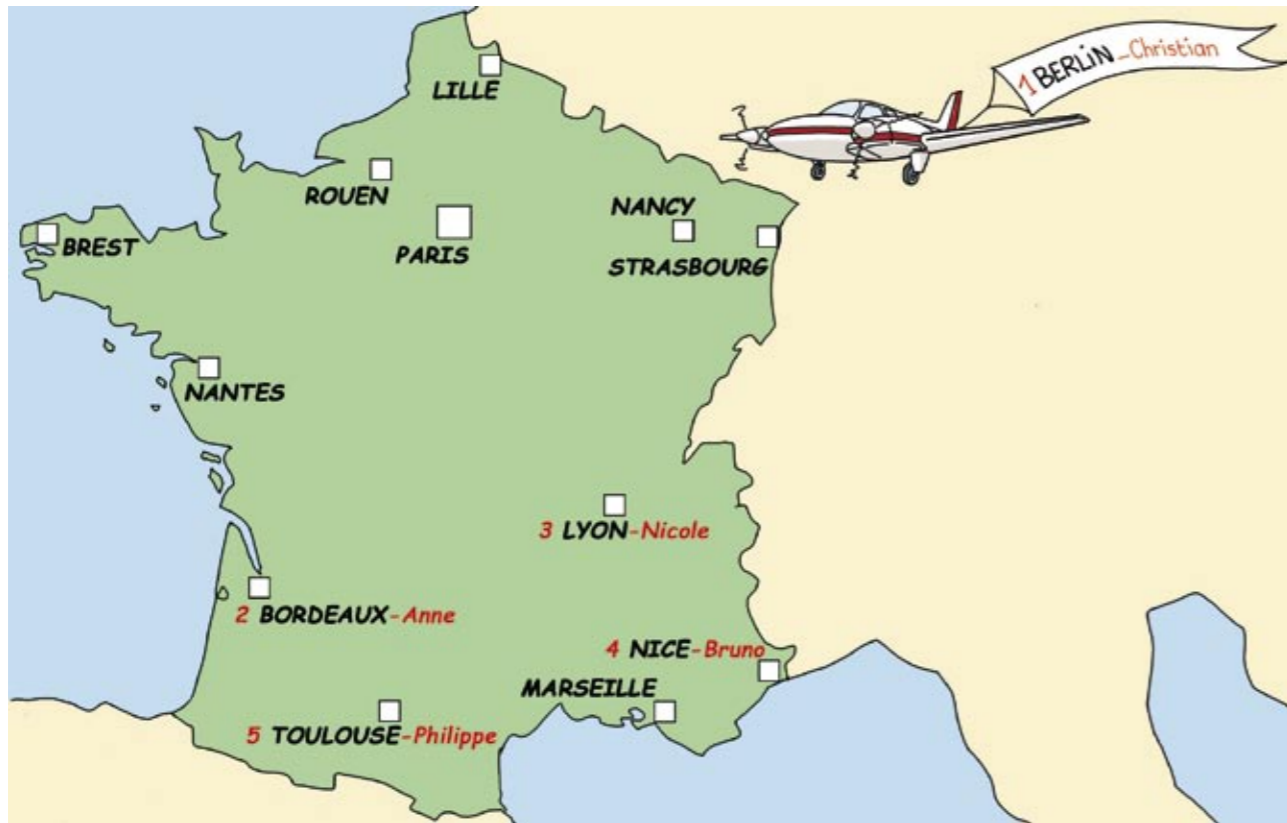 1 BERLiN_Christian
LILLE
ROUEN
NANCY
BREST
PARIS
STRASBOURG
NANTES
3 LYON-Nicole
2 BORDEAUX-Anne
4 NICE-Bruno
MARSEILLE
5 TOULOUSE-Philippe